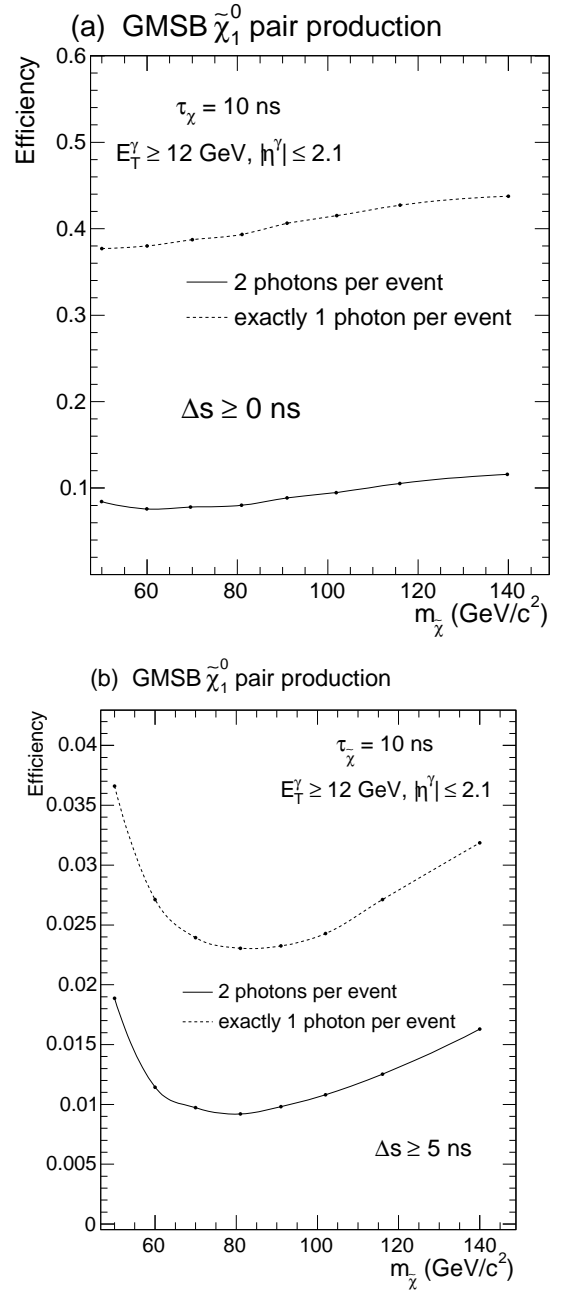 (a) GMSB χ̃₁⁰ pair production
Efficiency
0.6
0.5
0.4
0.3
0.2
0.1
τ_χ = 10 ns
E_T^γ ≥ 12 GeV, |η^γ| ≤ 2.1
2 photons per event
exactly 1 photon per event
Δs ≥ 0 ns
60 80 100 120 140
m_χ̃ (GeV/c²)
(b) GMSB χ̃₁⁰ pair production
Efficiency
0.04
0.035
0.03
0.025
0.02
0.015
0.01
0.005
0
τ_χ̃ = 10 ns
E_T^γ ≥ 12 GeV, |η^γ| ≤ 2.1
2 photons per event
exactly 1 photon per event
Δs ≥ 5 ns
60 80 100 120 140
m_χ̃ (GeV/c²)